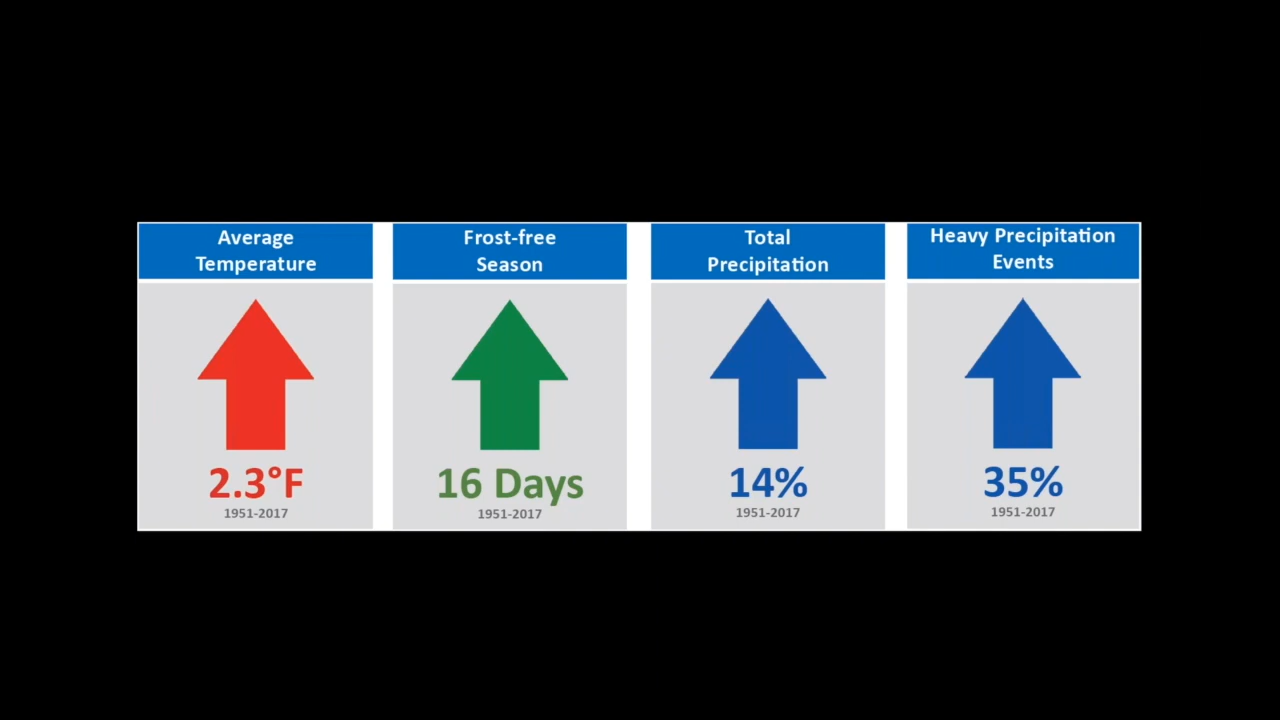 Average
Temperature
2.3°F
1951-2017
Frost-free
Season
16 Days
1951-2017
Total
Precipitation
14%
1951-2017
Heavy Precipitation
Events
35%
1951-2017